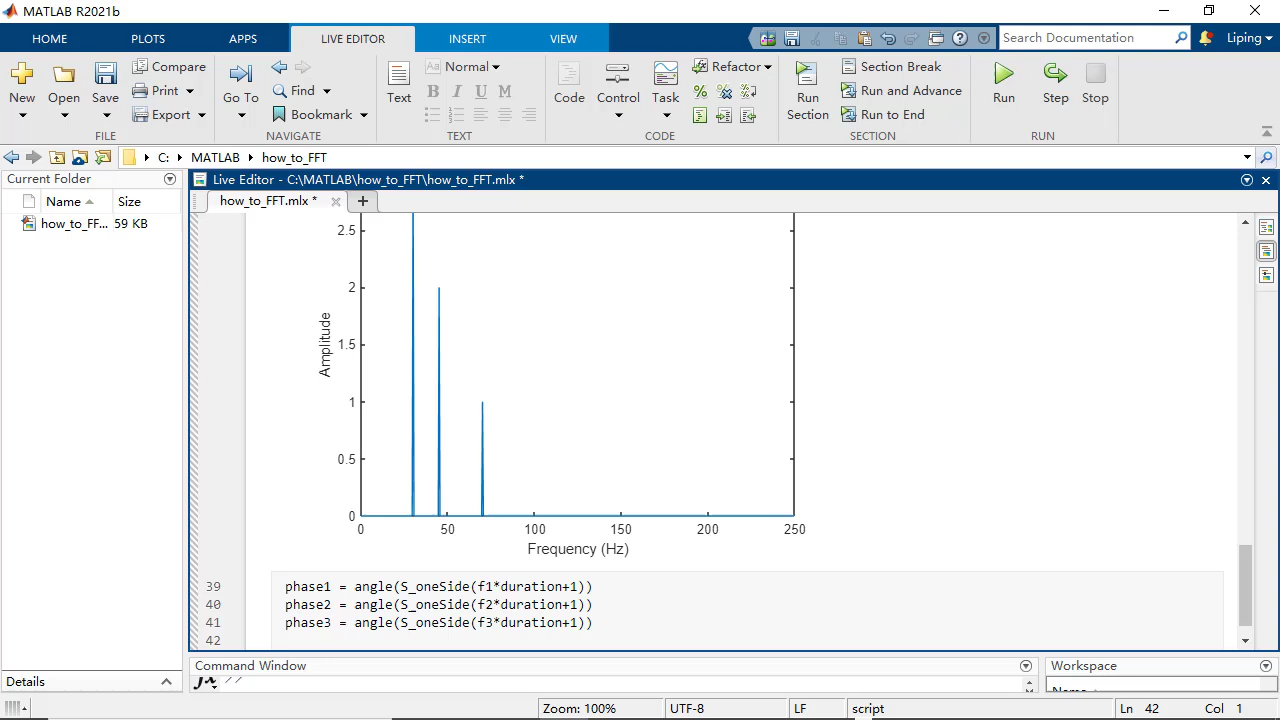 MATLAB R2021b
HOME PLOTS APPS LIVE EDITOR INSERT VIEW
Search Documentation
Liping
New Open Save
Compare
Print
Export
FILE
Go To
Find
Bookmark
NAVIGATE
Text
Normal
B I U M
TEXT
Code Control Task
Refactor
CODE
Run
Section
Section Break
Run and Advance
Run to End
SECTION
Run Step Stop
RUN
C: MATLAB how_to_FFT
Current Folder
Name Size
how_to_FF... 59 KB
Details
Live Editor - C:\MATLAB\how_to_FFT\how_to_FFT.mlx *
how_to_FFT.mlx *
2.5
2
1.5
1
0.5
0
Amplitude
0 50 100 150 200 250
Frequency (Hz)
39 phase1 = angle(S_oneSide(f1*duration+1))
40 phase2 = angle(S_oneSide(f2*duration+1))
41 phase3 = angle(S_oneSide(f3*duration+1))
42
Command Window
Workspace
Zoom: 100% UTF-8 LF script Ln 42 Col 1